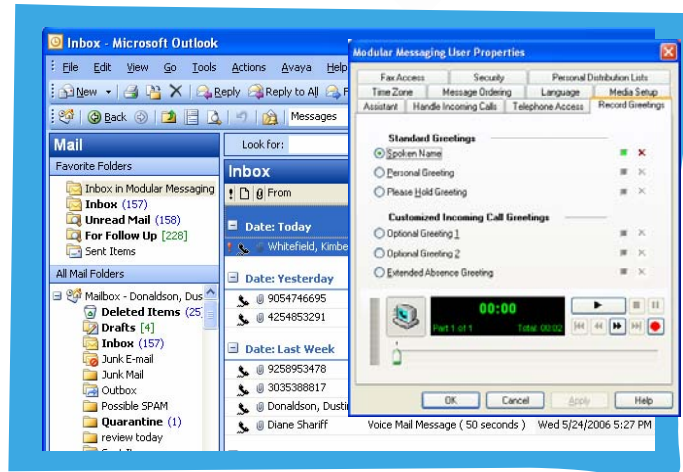 Inbox - Microsoft Outlook
File Edit View Go Tools Actions Avaya Help
New Reply Reply to All
Back Messages
Mail
Favorite Folders
Inbox in Modular Messaging
Inbox (157)
Unread Mail (158)
For Follow Up [228]
Sent Items
All Mail Folders
Mailbox - Donaldson, Dus
Deleted Items (25
Drafts [4]
Inbox (157)
Junk E-mail
Junk Mail
Outbox
Possible SPAM
Quarantine (1)
review today
Look for:
Inbox
From
Date: Today
Whitefield, Kimbe
Date: Yesterday
9054746695
4254853291
Date: Last Week
9258953478
3035388817
Donaldson, Dusti
Diane Shariff Voice Mail Message ( 50 seconds ) Wed 5/24/2006 5:27 PM
Modular Messaging User Properties
Fax Access Security Personal Distribution Lists
Time Zone Message Ordering Language Media Setup
Assistant Handle Incoming Calls Telephone Access Record Greetings
Standard Greetings
Spoken Name
Personal Greeting
Please Hold Greeting
Customized Incoming Call Greetings
Optional Greeting 1
Optional Greeting 2
Extended Absence Greeting
00:00
Part 1 of 1 Total: 00:02
OK Cancel Apply Help